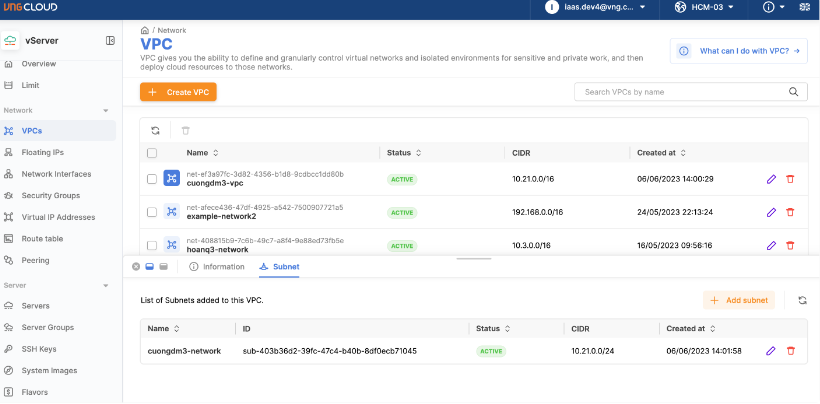 VNGCLOUD
iaas.dev4@vng.c...
HCM-03
vServer
Overview
Limit
Network
VPCs
Floating IPs
Network Interfaces
Security Groups
Virtual IP Addresses
Route table
Peering
Server
Servers
Server Groups
SSH Keys
System Images
Flavors
/ Network
VPC
VPC gives you the ability to define and granularly control virtual networks and isolated environments for sensitive and private work, and then
deploy cloud resources to those networks.
What can I do with VPC?
Create VPC
Search VPCs by name
Name Status CIDR Created at
net-ef3a97fc-3d82-4356-b1d8-9cdbcc1dd80b
cuongdm3-vpc ACTIVE 10.21.0.0/16 06/06/2023 14:00:29
net-afece436-47df-4925-a542-7500907721a5
example-network2 ACTIVE 192.168.0.0/16 24/05/2023 22:13:24
net-408815b9-7c6b-49c7-a8f4-9e88ed73fb5e
hoanq3-network ACTIVE 10.3.0.0/16 16/05/2023 09:56:16
Information Subnet
List of Subnets added to this VPC.
Add subnet
Name ID Status CIDR Created at
cuongdm3-network sub-403b36d2-39fc-47c4-b40b-8df0ecb71045 ACTIVE 10.21.0.0/24 06/06/2023 14:01:58